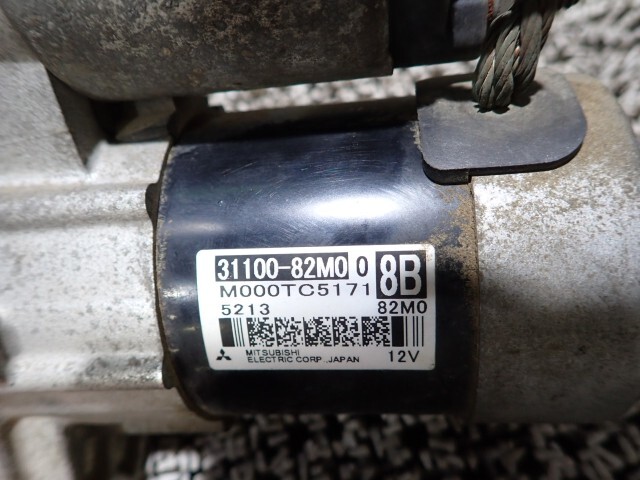 31100-82M0 0 8B
M000TC5171
5213 82M0
MITSUBISHI
ELECTRIC CORP. JAPAN 12V